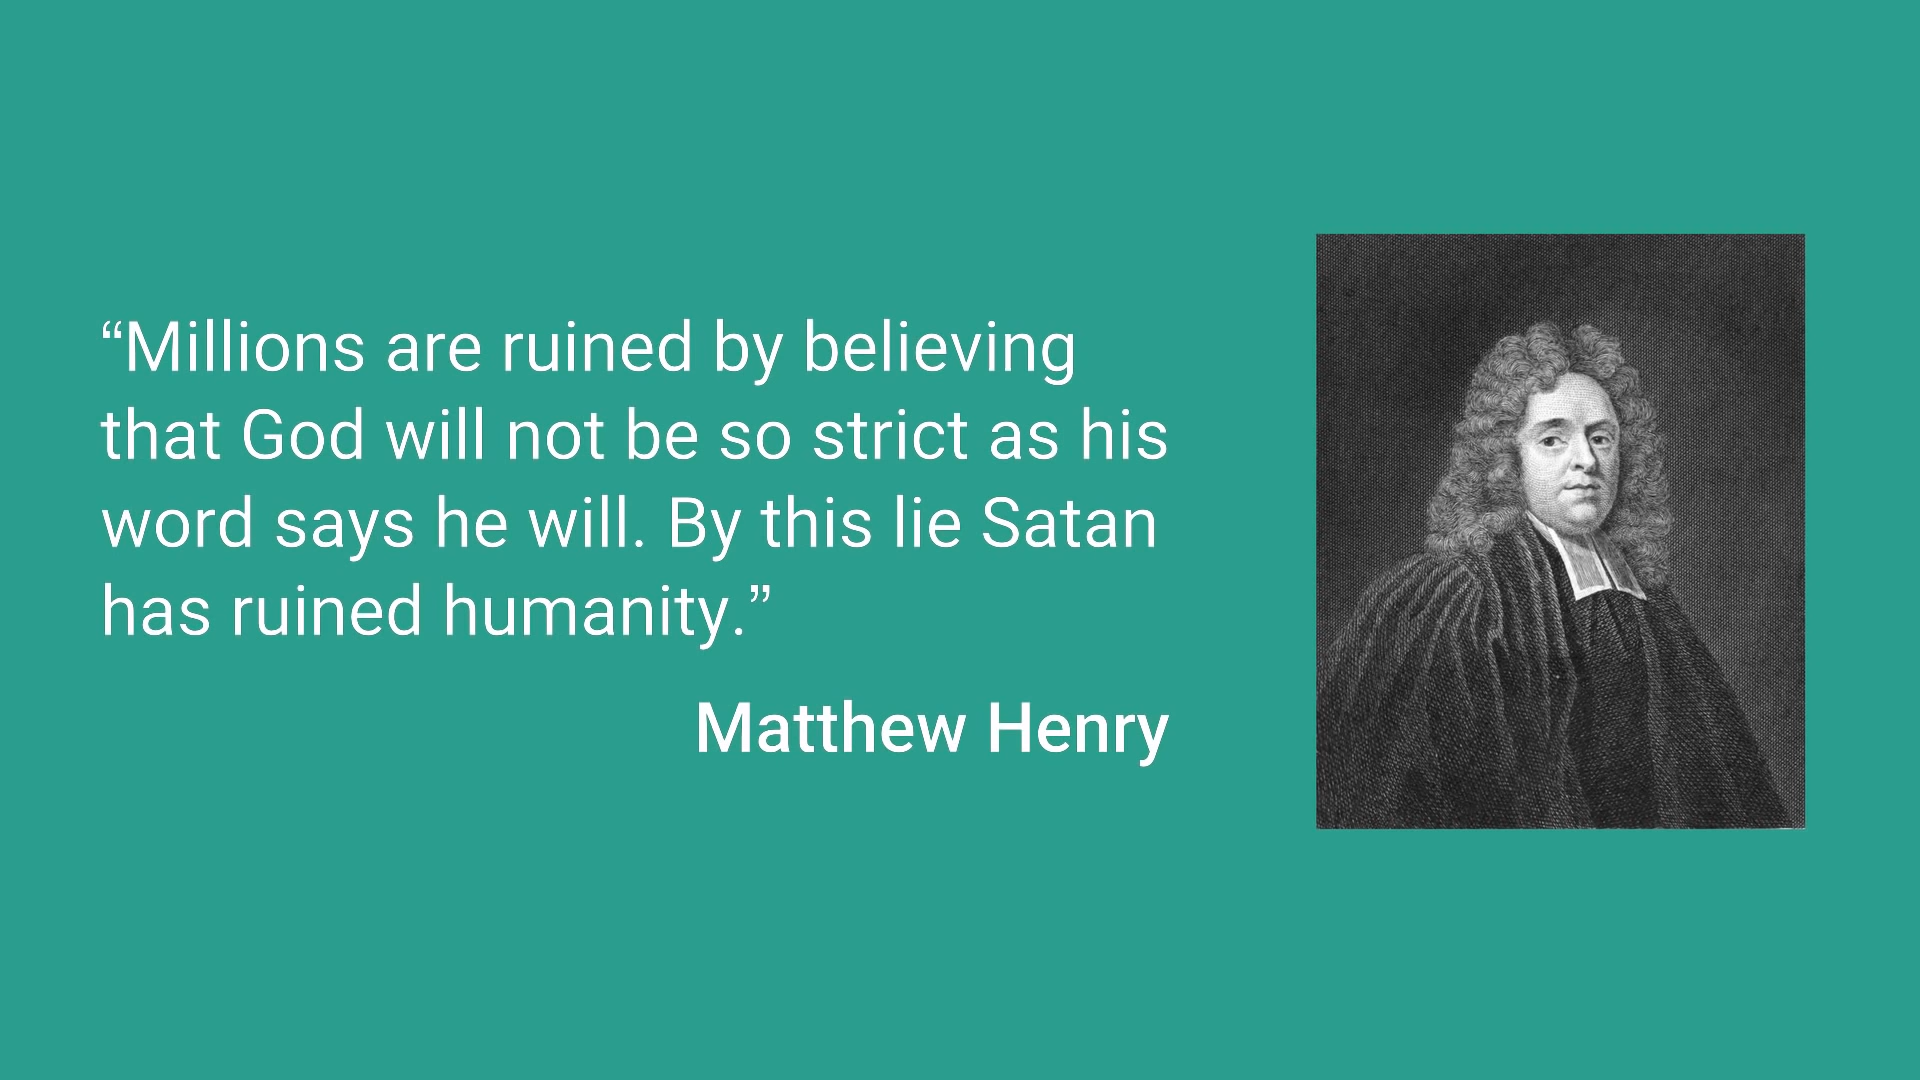 “Millions are ruined by believing
that God will not be so strict as his
word says he will. By this lie Satan
has ruined humanity.”
Matthew Henry